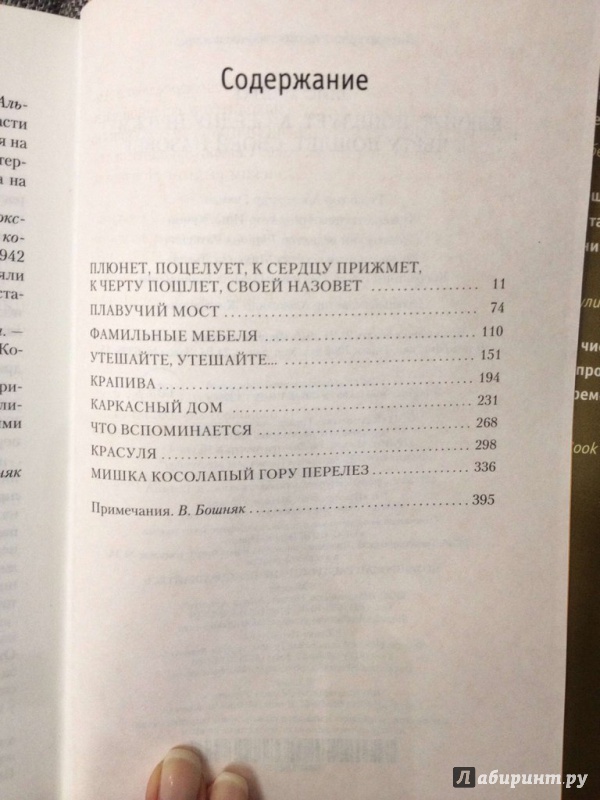 Содержание
ПЛЮНЕТ, ПОЦЕЛУЕТ, К СЕРДЦУ ПРИЖМЕТ,
К ЧЕРТУ ПОШЛЕТ, СВОЕЙ НАЗОВЕТ ........................ 11
ПЛАВУЧИЙ МОСТ ........................ 74
ФАМИЛЬНЫЕ МЕБЕЛЯ ........................ 110
УТЕШАЙТЕ, УТЕШАЙТЕ... ........................ 151
КРАПИВА ........................ 194
КАРКАСНЫЙ ДОМ ........................ 231
ЧТО ВСПОМИНАЕТСЯ ........................ 268
КРАСУЛЯ ........................ 298
МИШКА КОСОЛАПЫЙ ГОРУ ПЕРЕЛЕЗ ........................ 336
Примечания. В. Бошняк ........................ 395
Лабиринт.ру